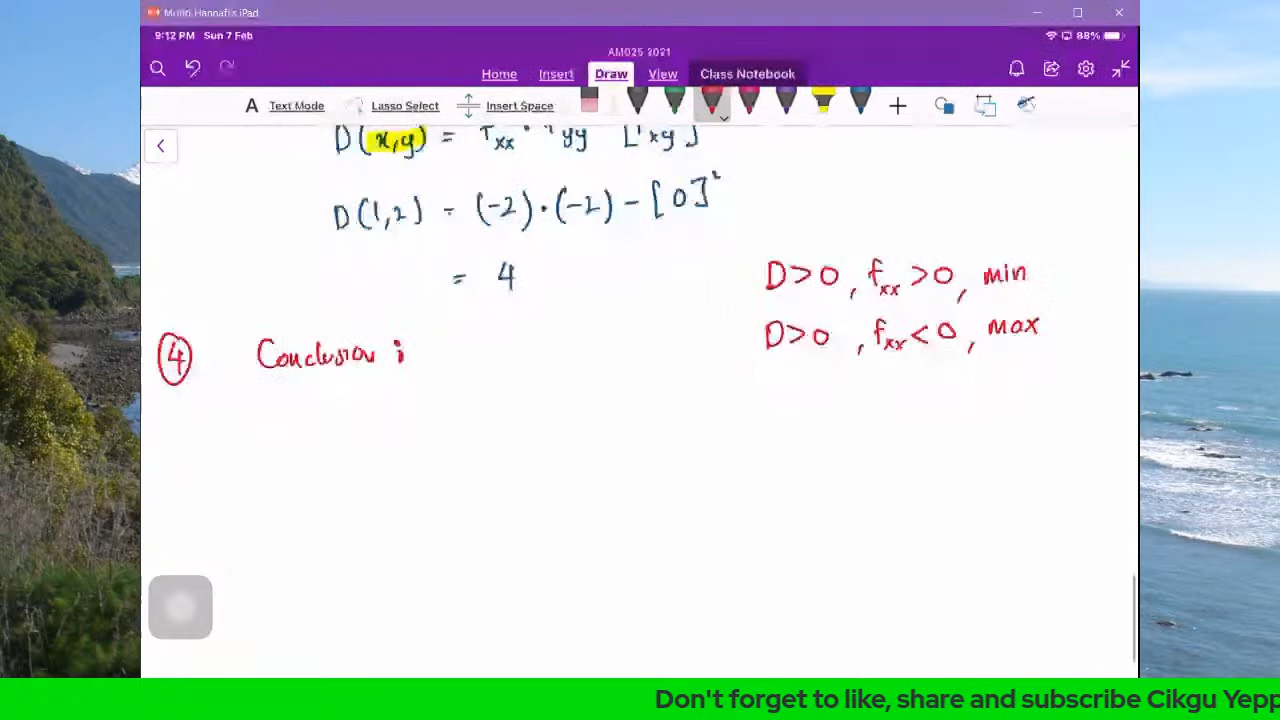 Muhri Hannafi's iPad
9:12 PM Sun 7 Feb
88%
AM025 2021
Home Insert Draw View Class Notebook
A Text Mode Lasso Select Insert Space
D(x,y) =
D(1,2) = (-2)·(-2) - [0]²
= 4
D>0, fxx>0, min
D>0, fxx<0, max
④ Conclusion :
Don't forget to like, share and subscribe Cikgu Yepp